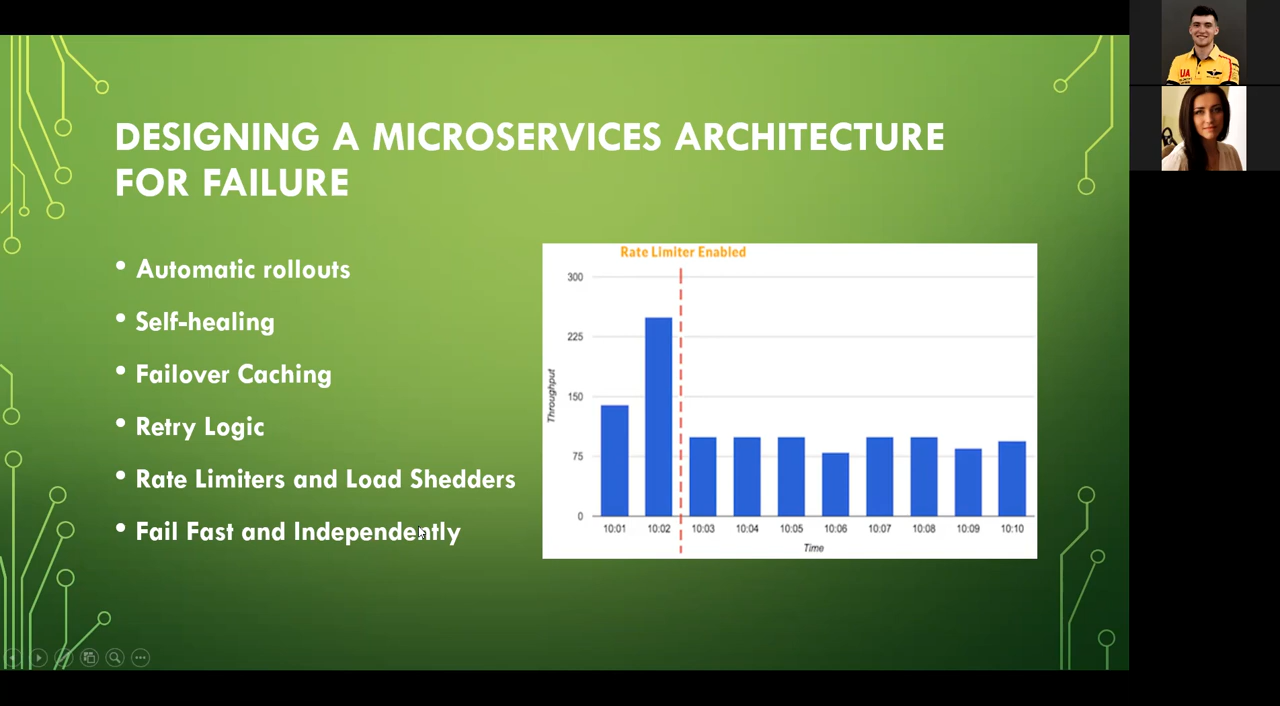 DESIGNING A MICROSERVICES ARCHITECTURE
FOR FAILURE
• Automatic rollouts
• Self-healing
• Failover Caching
• Retry Logic
• Rate Limiters and Load Shedders
• Fail Fast and Independently
Rate Limiter Enabled
300
225
150
75
0
Throughput
10:01 10:02 10:03 10:04 10:05 10:06 10:07 10:08 10:09 10:10
Time
UA